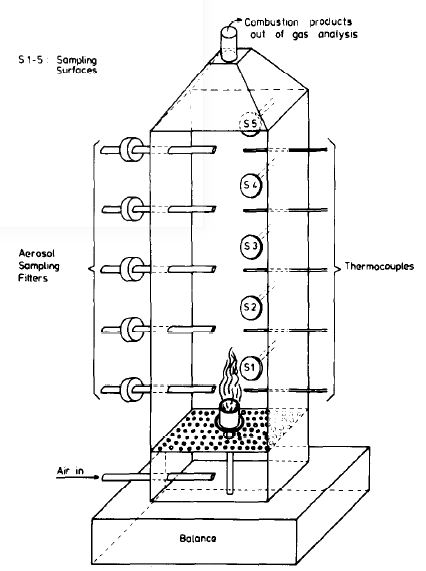 Combustion products
out of gas analysis
S 1-5 : Sampling
Surfaces
S5
S4
S3
S2
S1
Aerosol
Sampling
Filters
Thermocouples
Air in
Balance